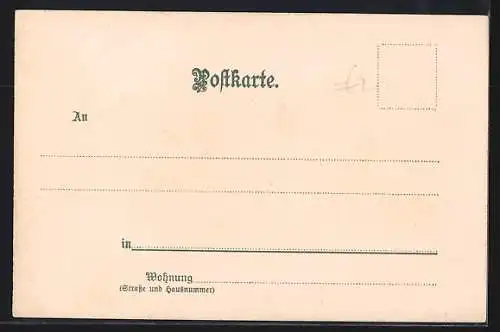 Postkarte.
An
in
Wohnung
(Straße und Hausnummer)